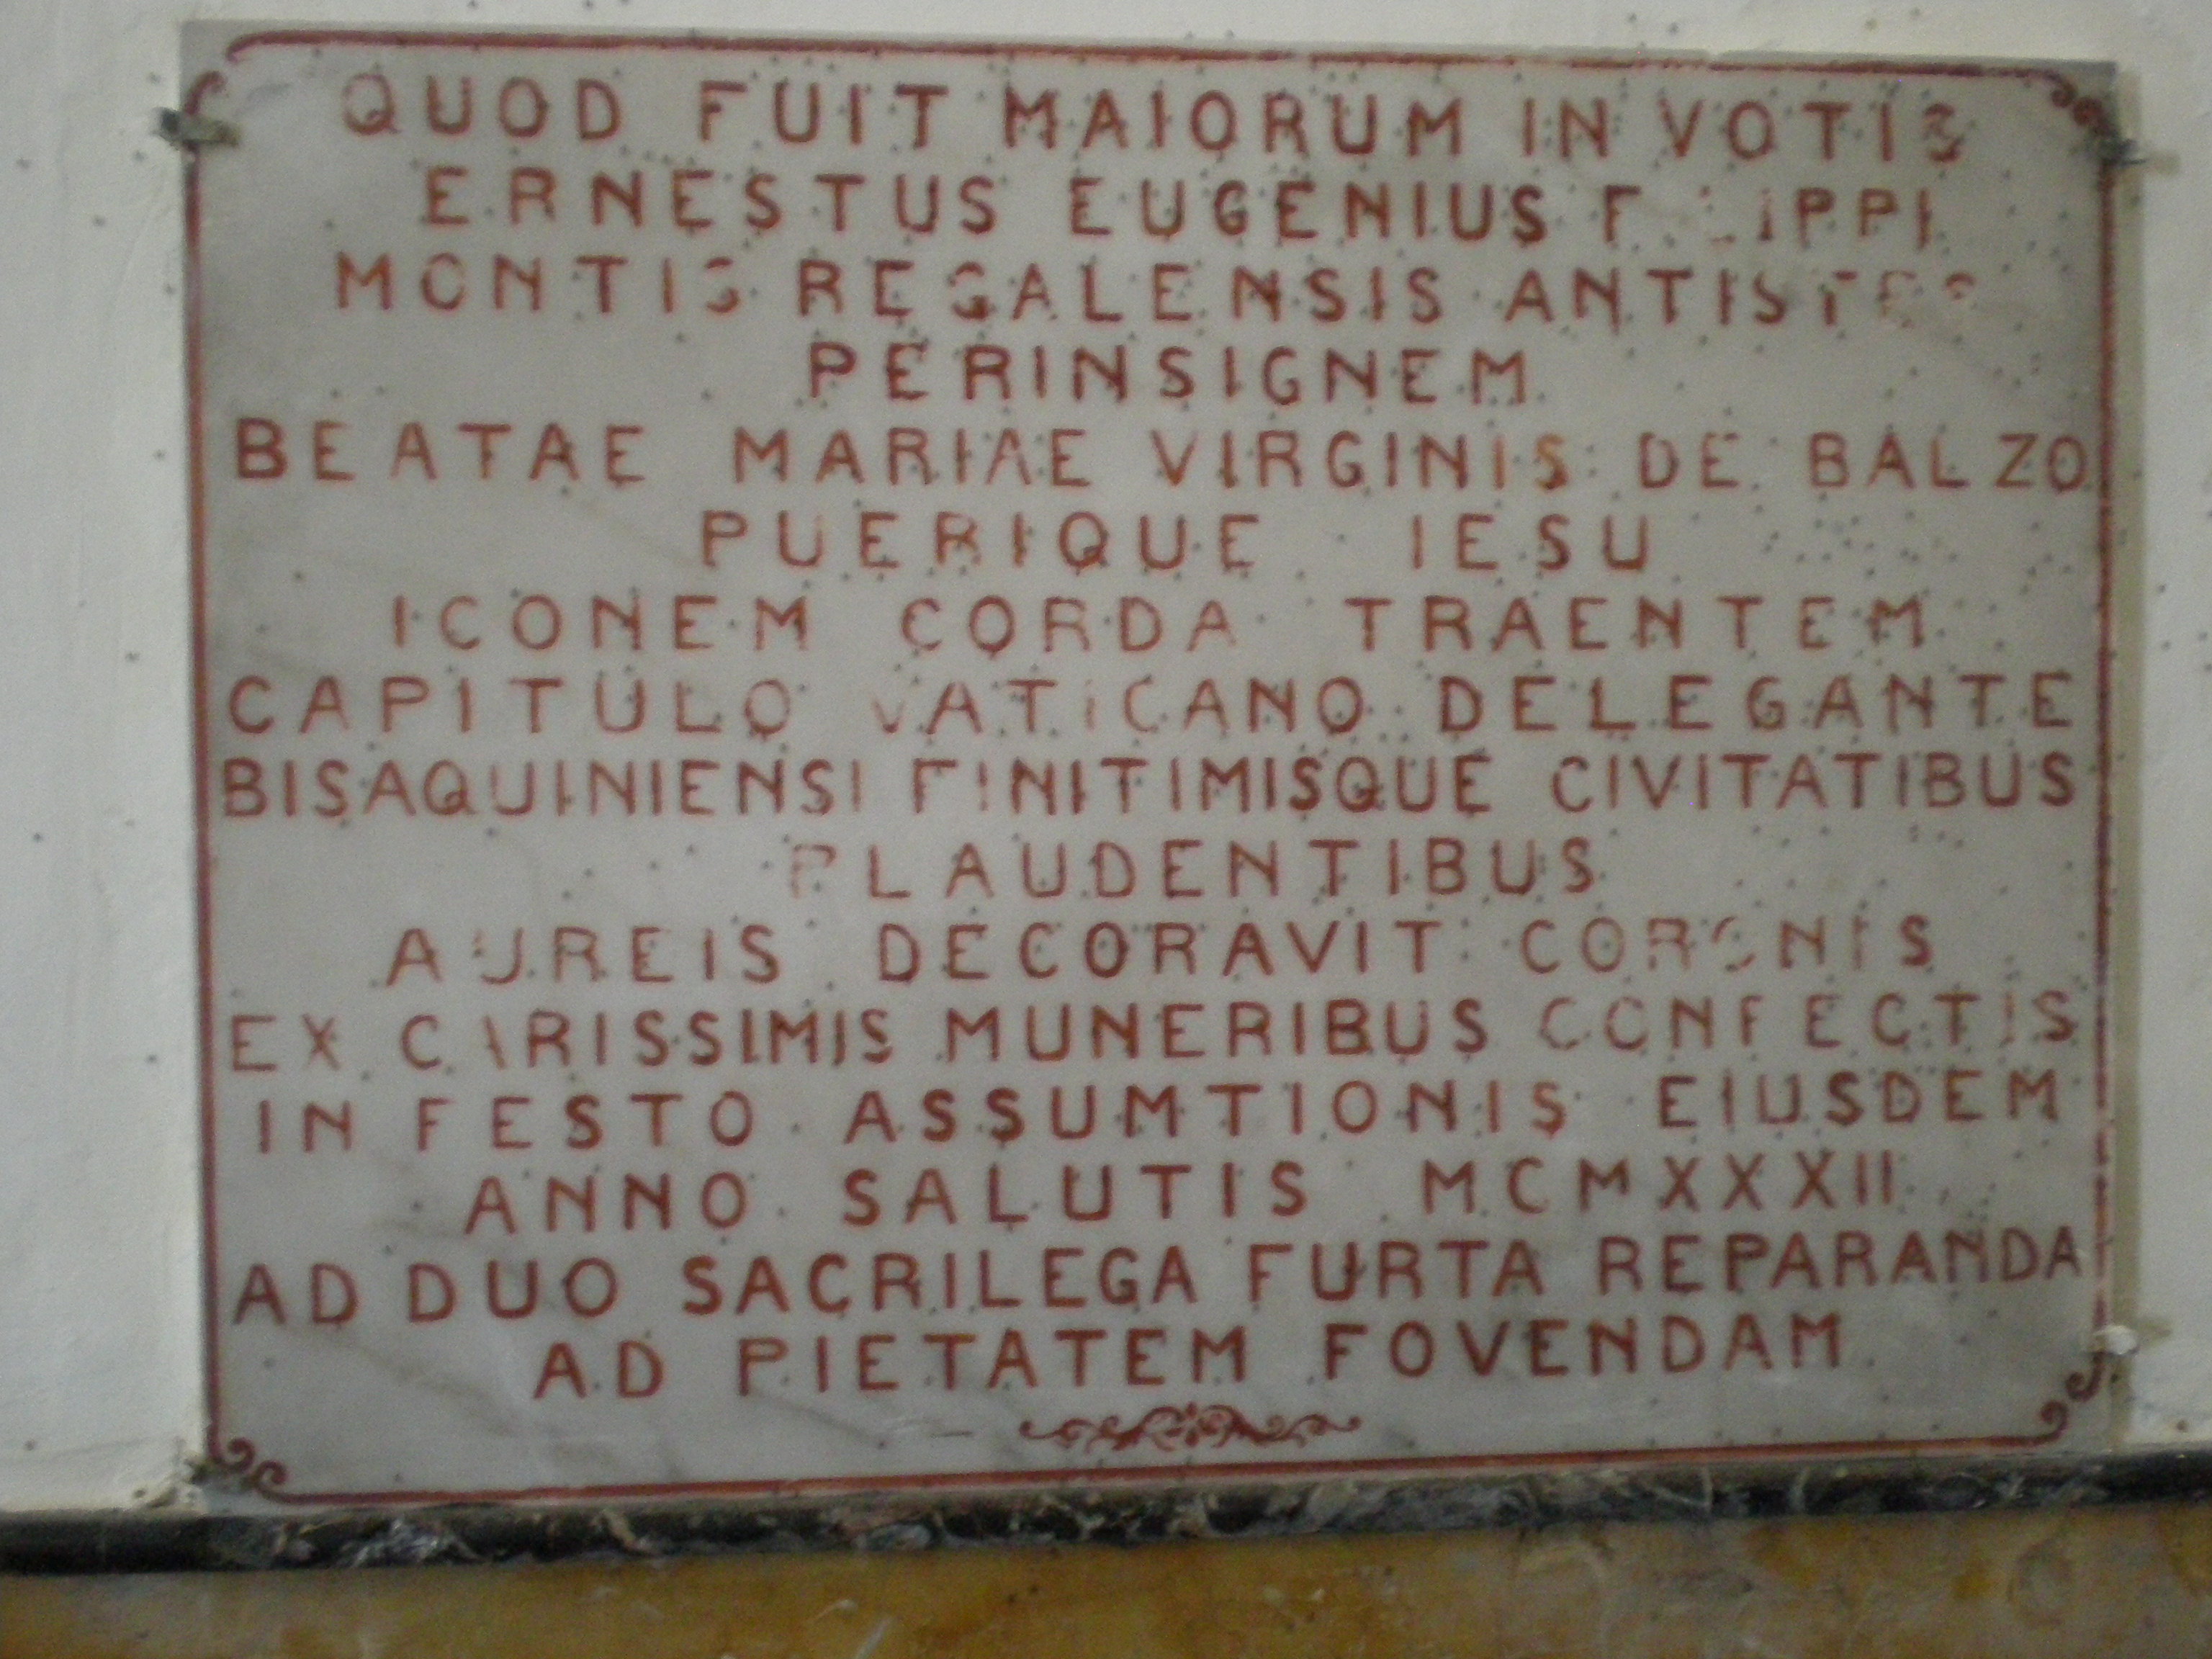 QUOD FUIT MAIORUM IN VOTIS
ERNESTUS EUGENIUS FILIPPI
MONTIS REGALENSIS ANTISTES
PERINSIGNEM
BEATAE MARIAE VIRGINIS DE BALZO
PUERIQUE IESU
ICONEM CORDA TRAENTEM
CAPITULO VATICANO DELEGANTE
BISAQUINIENSI FINITIMISQUE CIVITATIBUS
PLAUDENTIBUS
AUREIS DECORAVIT CORONIS
EX CARISSIMIS MUNERIBUS CONFECTIS
IN FESTO ASSUMTIONIS EIUSDEM
ANNO SALUTIS MCMXXXII
AD DUO SACRILEGA FURTA REPARANDA
AD PIETATEM FOVENDAM